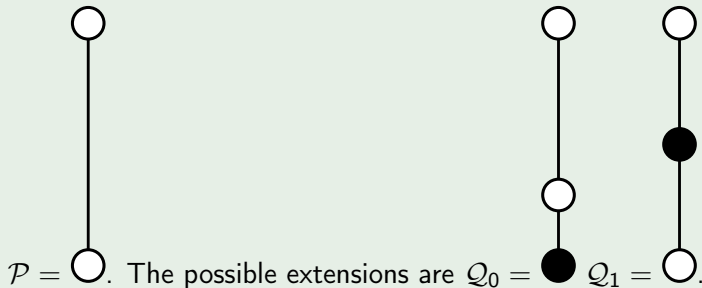 𝒫 = . The possible extensions are 𝒬₀ = 𝒬₁ = .